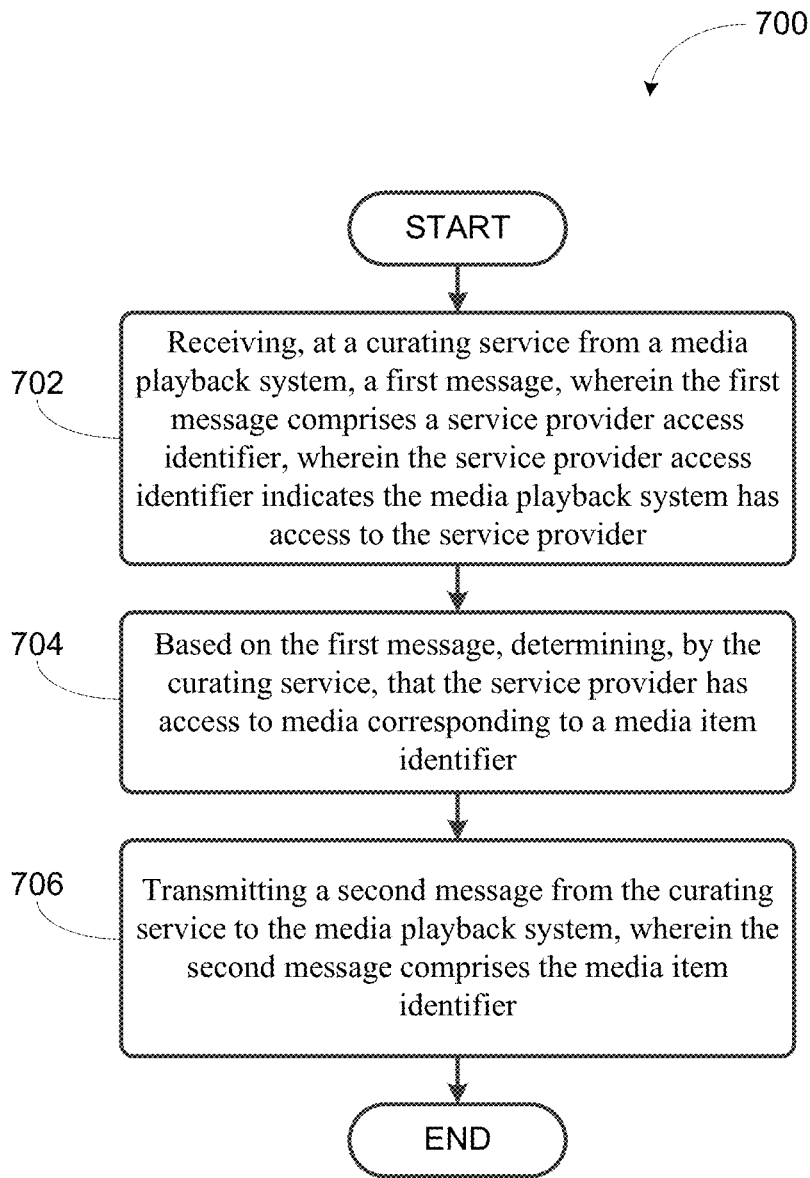 700
START
702
Receiving, at a curating service from a media
playback system, a first message, wherein the first
message comprises a service provider access
identifier, wherein the service provider access
identifier indicates the media playback system has
access to the service provider
704
Based on the first message, determining, by the
curating service, that the service provider has
access to media corresponding to a media item
identifier
706
Transmitting a second message from the curating
service to the media playback system, wherein the
second message comprises the media item
identifier
END